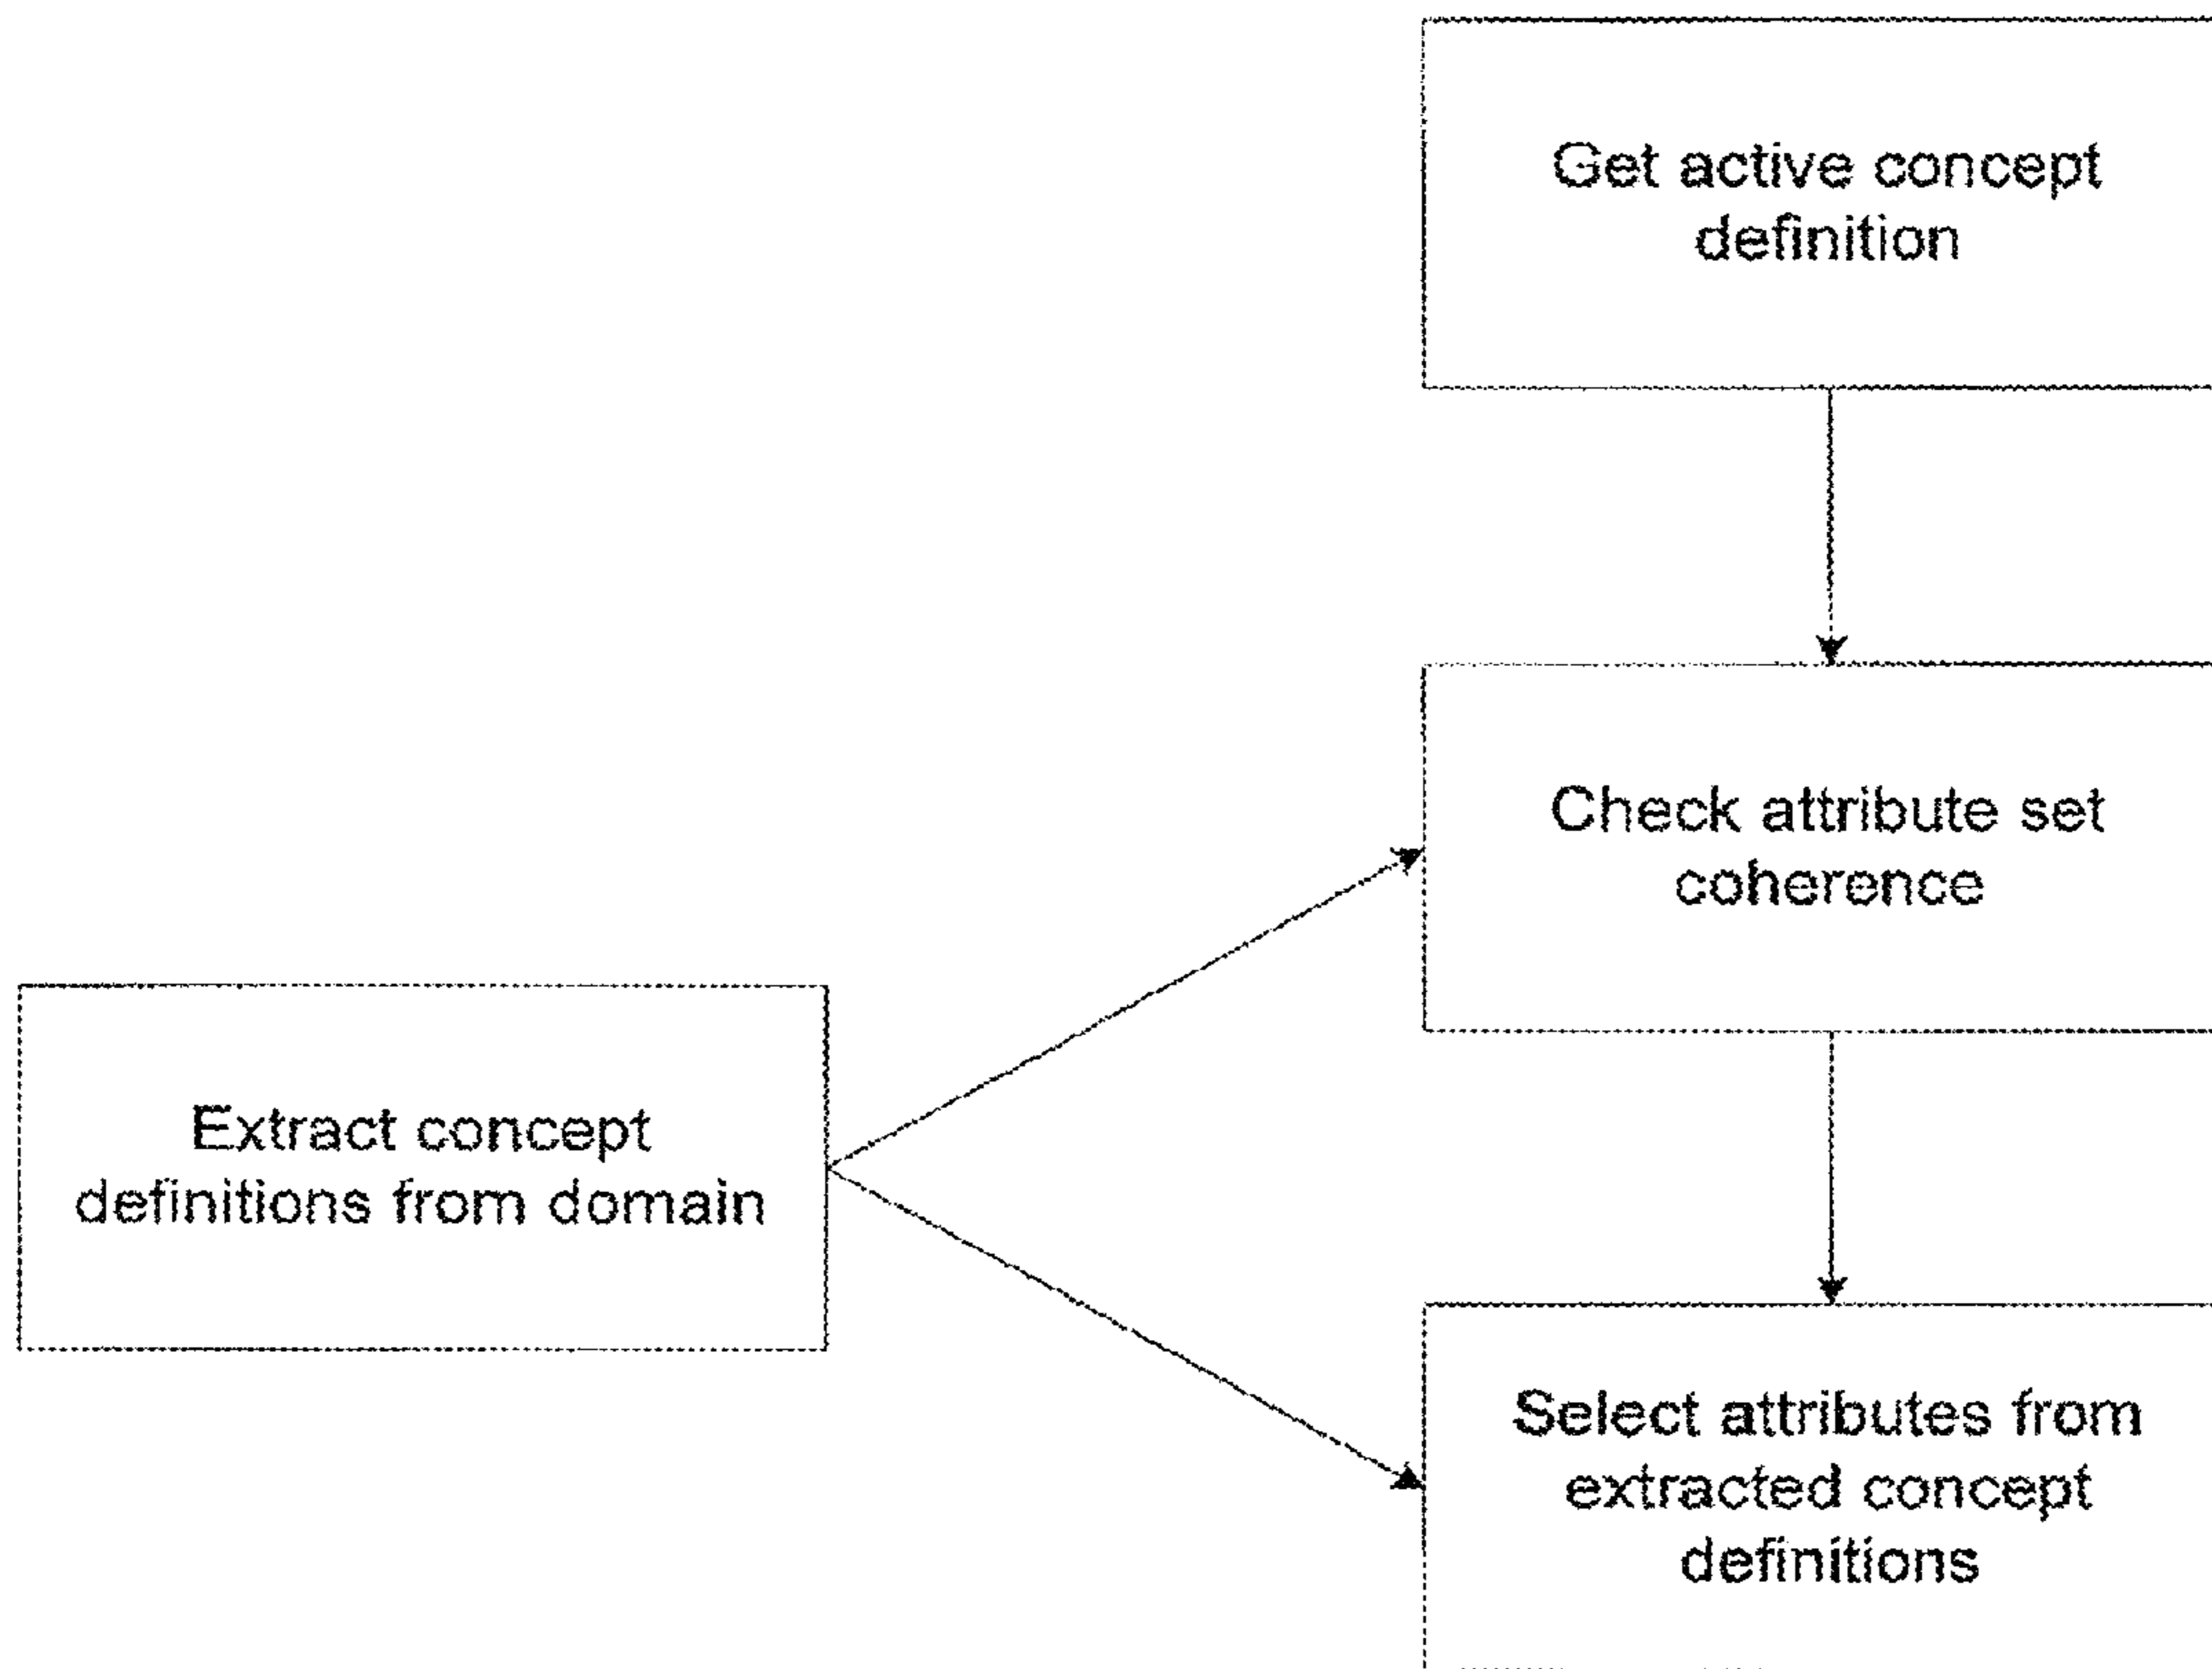 Get active concept
definition
Check attribute set
coherence
Extract concept
definitions from domain
Select attributes from
extracted concept
definitions